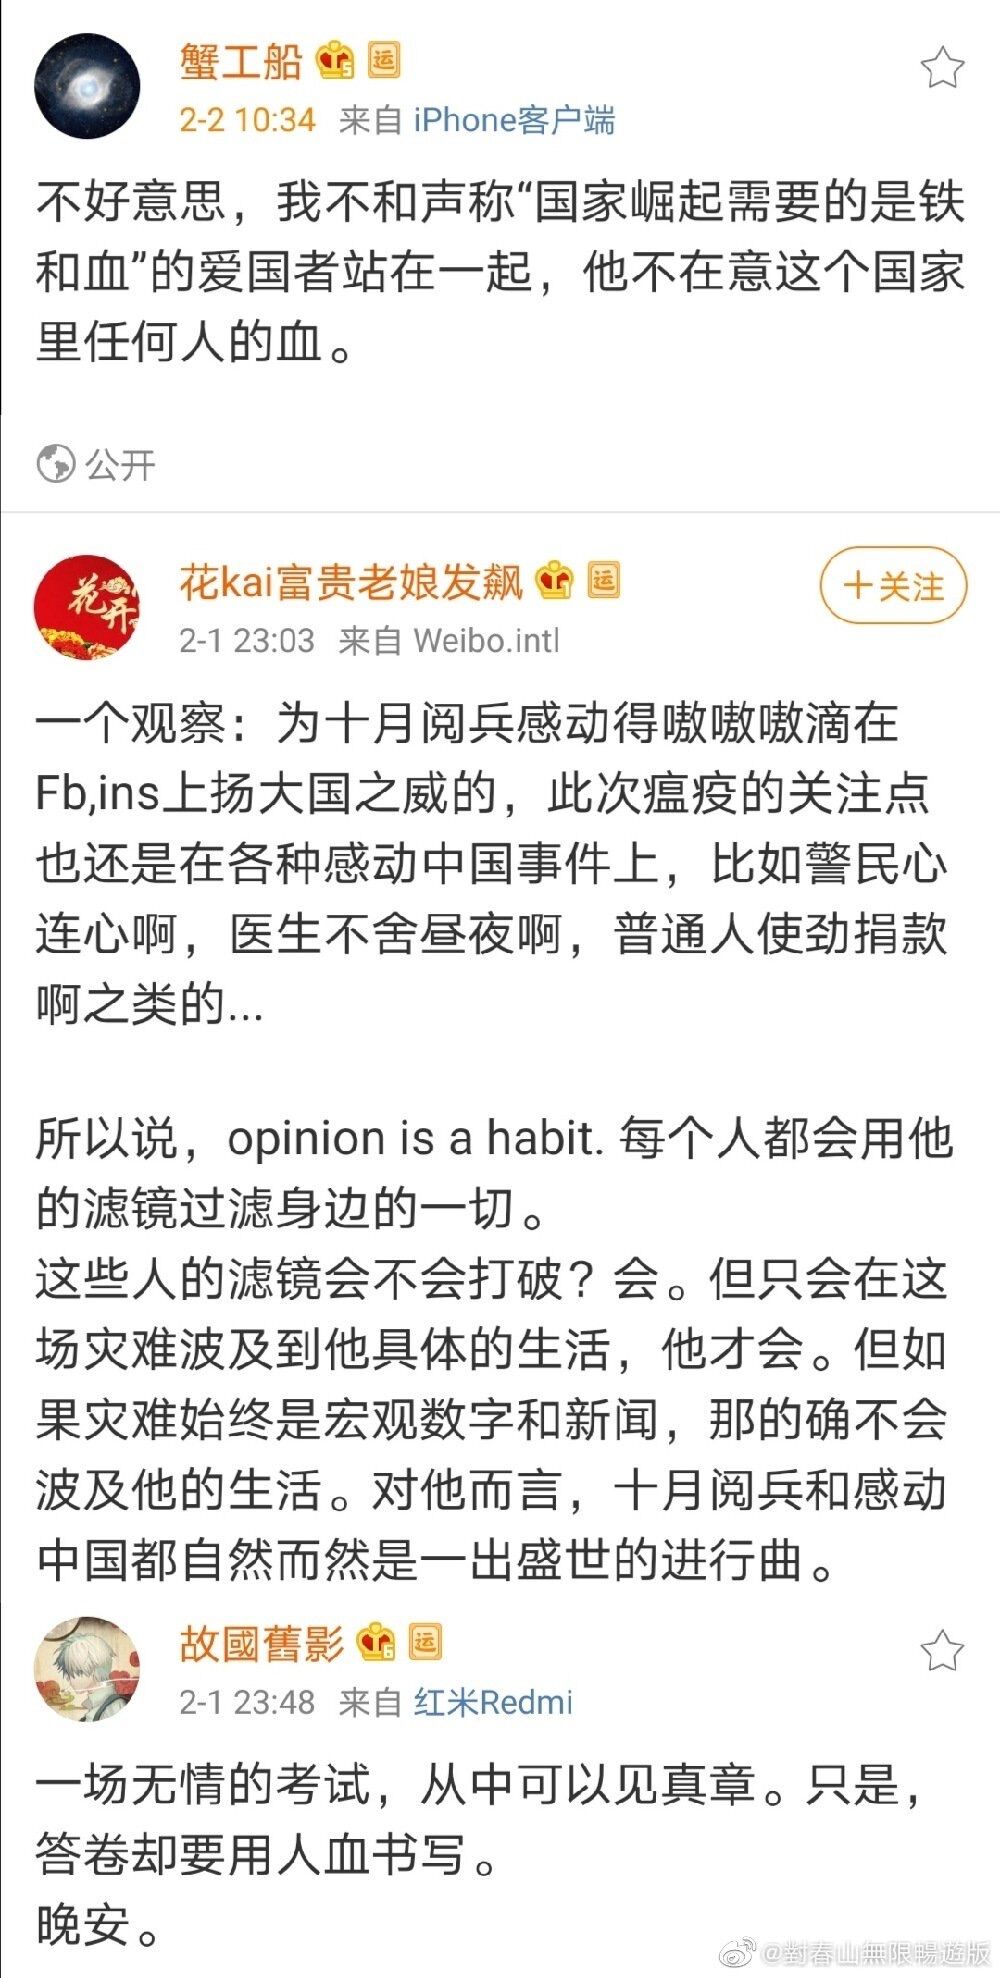 蟹工船 运
2-2 10:34 来自 iPhone客户端
不好意思，我不和声称“国家崛起需要的是铁
和血”的爱国者站在一起，他不在意这个国家
里任何人的血。
公开
花开
花kai富贵老娘发飙 运
+关注
2-1 23:03 来自 Weibo.intl
一个观察：为十月阅兵感动得嗷嗷嗷滴在
Fb,ins上扬大国之威的，此次瘟疫的关注点
也还是在各种感动中国事件上，比如警民心
连心啊，医生不舍昼夜啊，普通人使劲捐款
啊之类的...
所以说，opinion is a habit. 每个人都会用他
的滤镜过滤身边的一切。
这些人的滤镜会不会打破？会。但只会在这
场灾难波及到他具体的生活，他才会。但如
果灾难始终是宏观数字和新闻，那的确不会
波及他的生活。对他而言，十月阅兵和感动
中国都自然而然是一出盛世的进行曲。
故國舊影 6 运
2-1 23:48 来自 红米Redmi
一场无情的考试，从中可以见真章。只是，
答卷却要用人血书写。
晚安。
@對春山無限暢遊版